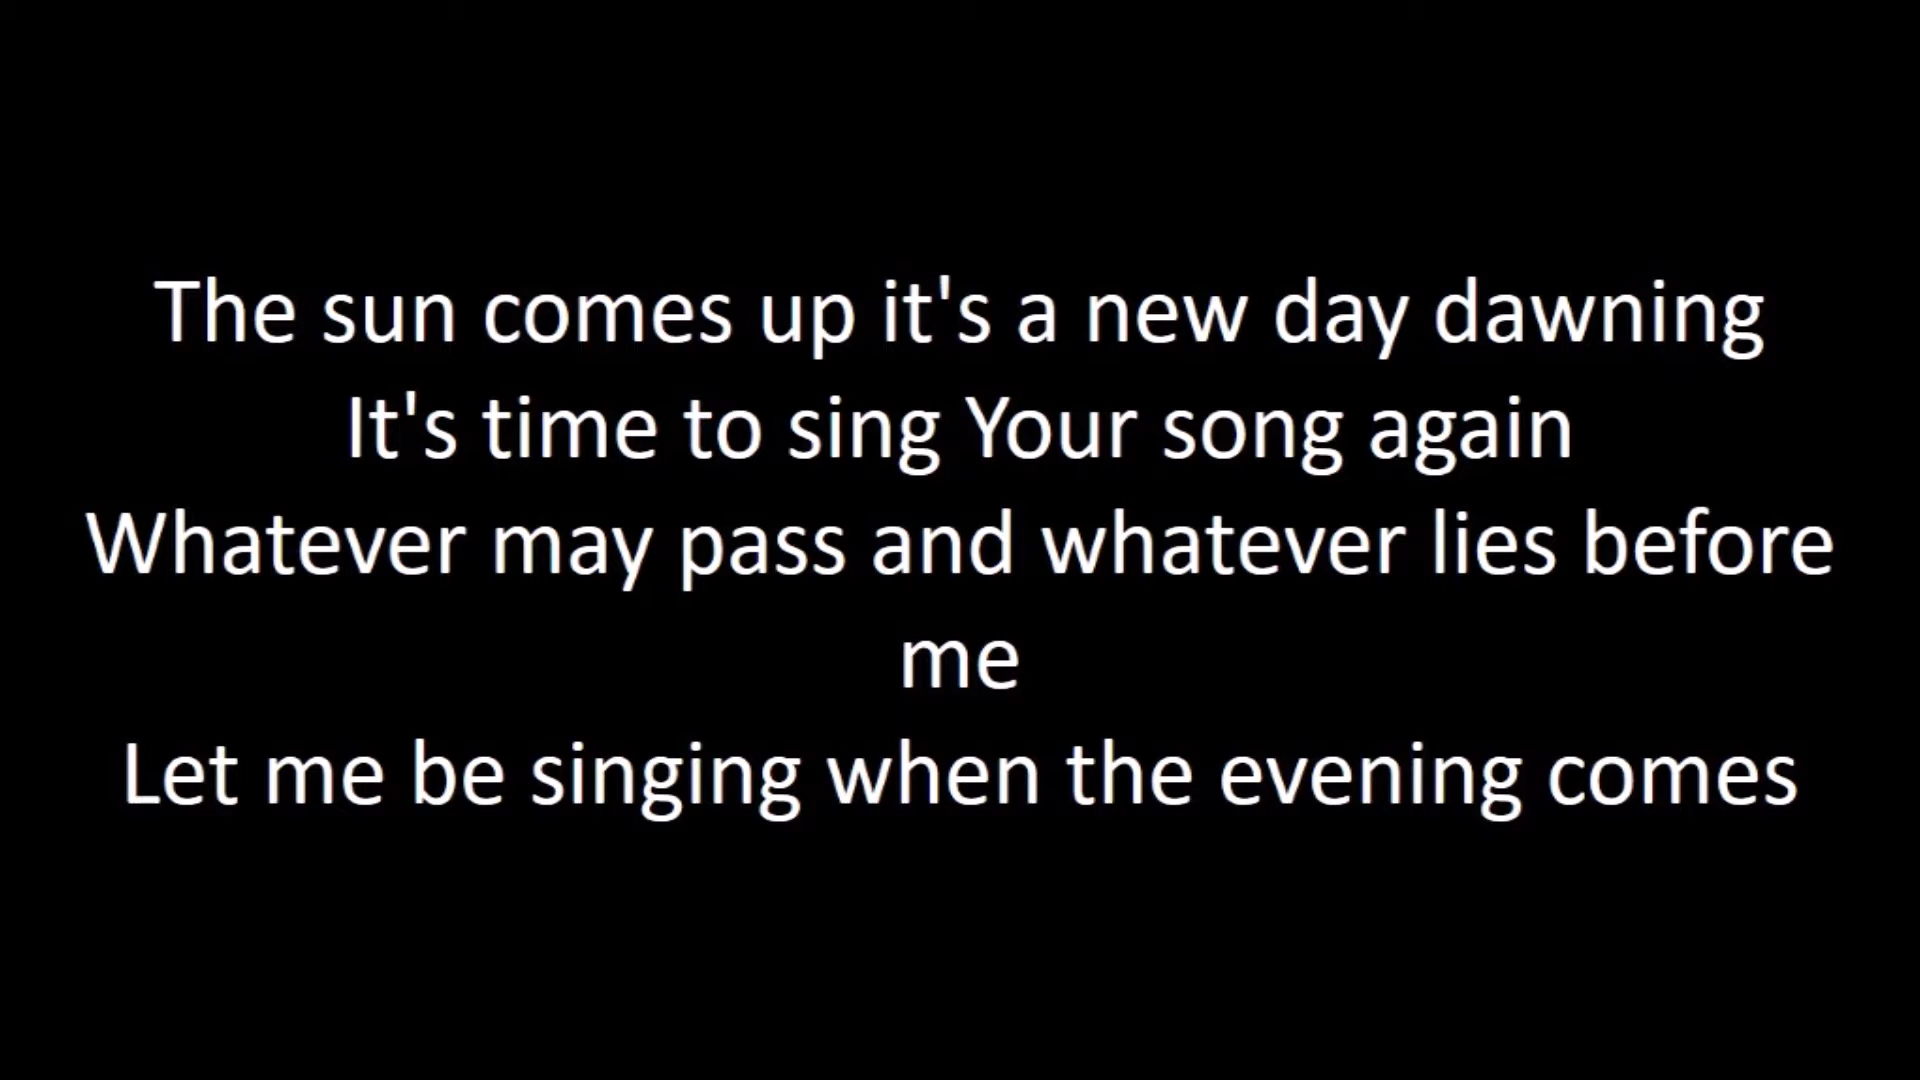 The sun comes up it's a new day dawning
It's time to sing Your song again
Whatever may pass and whatever lies before
me
Let me be singing when the evening comes